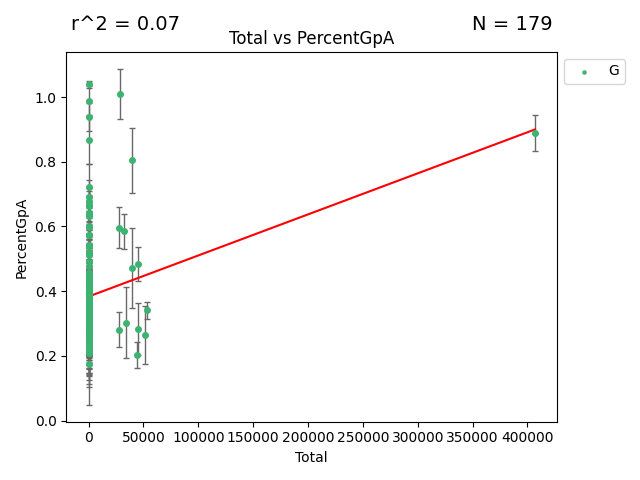 r^2 = 0.07
N = 179
Total vs PercentGpA
G
PercentGpA
1.0
0.8
0.6
0.4
0.2
0.0
0 50000 100000 150000 200000 250000 300000 350000 400000
Total